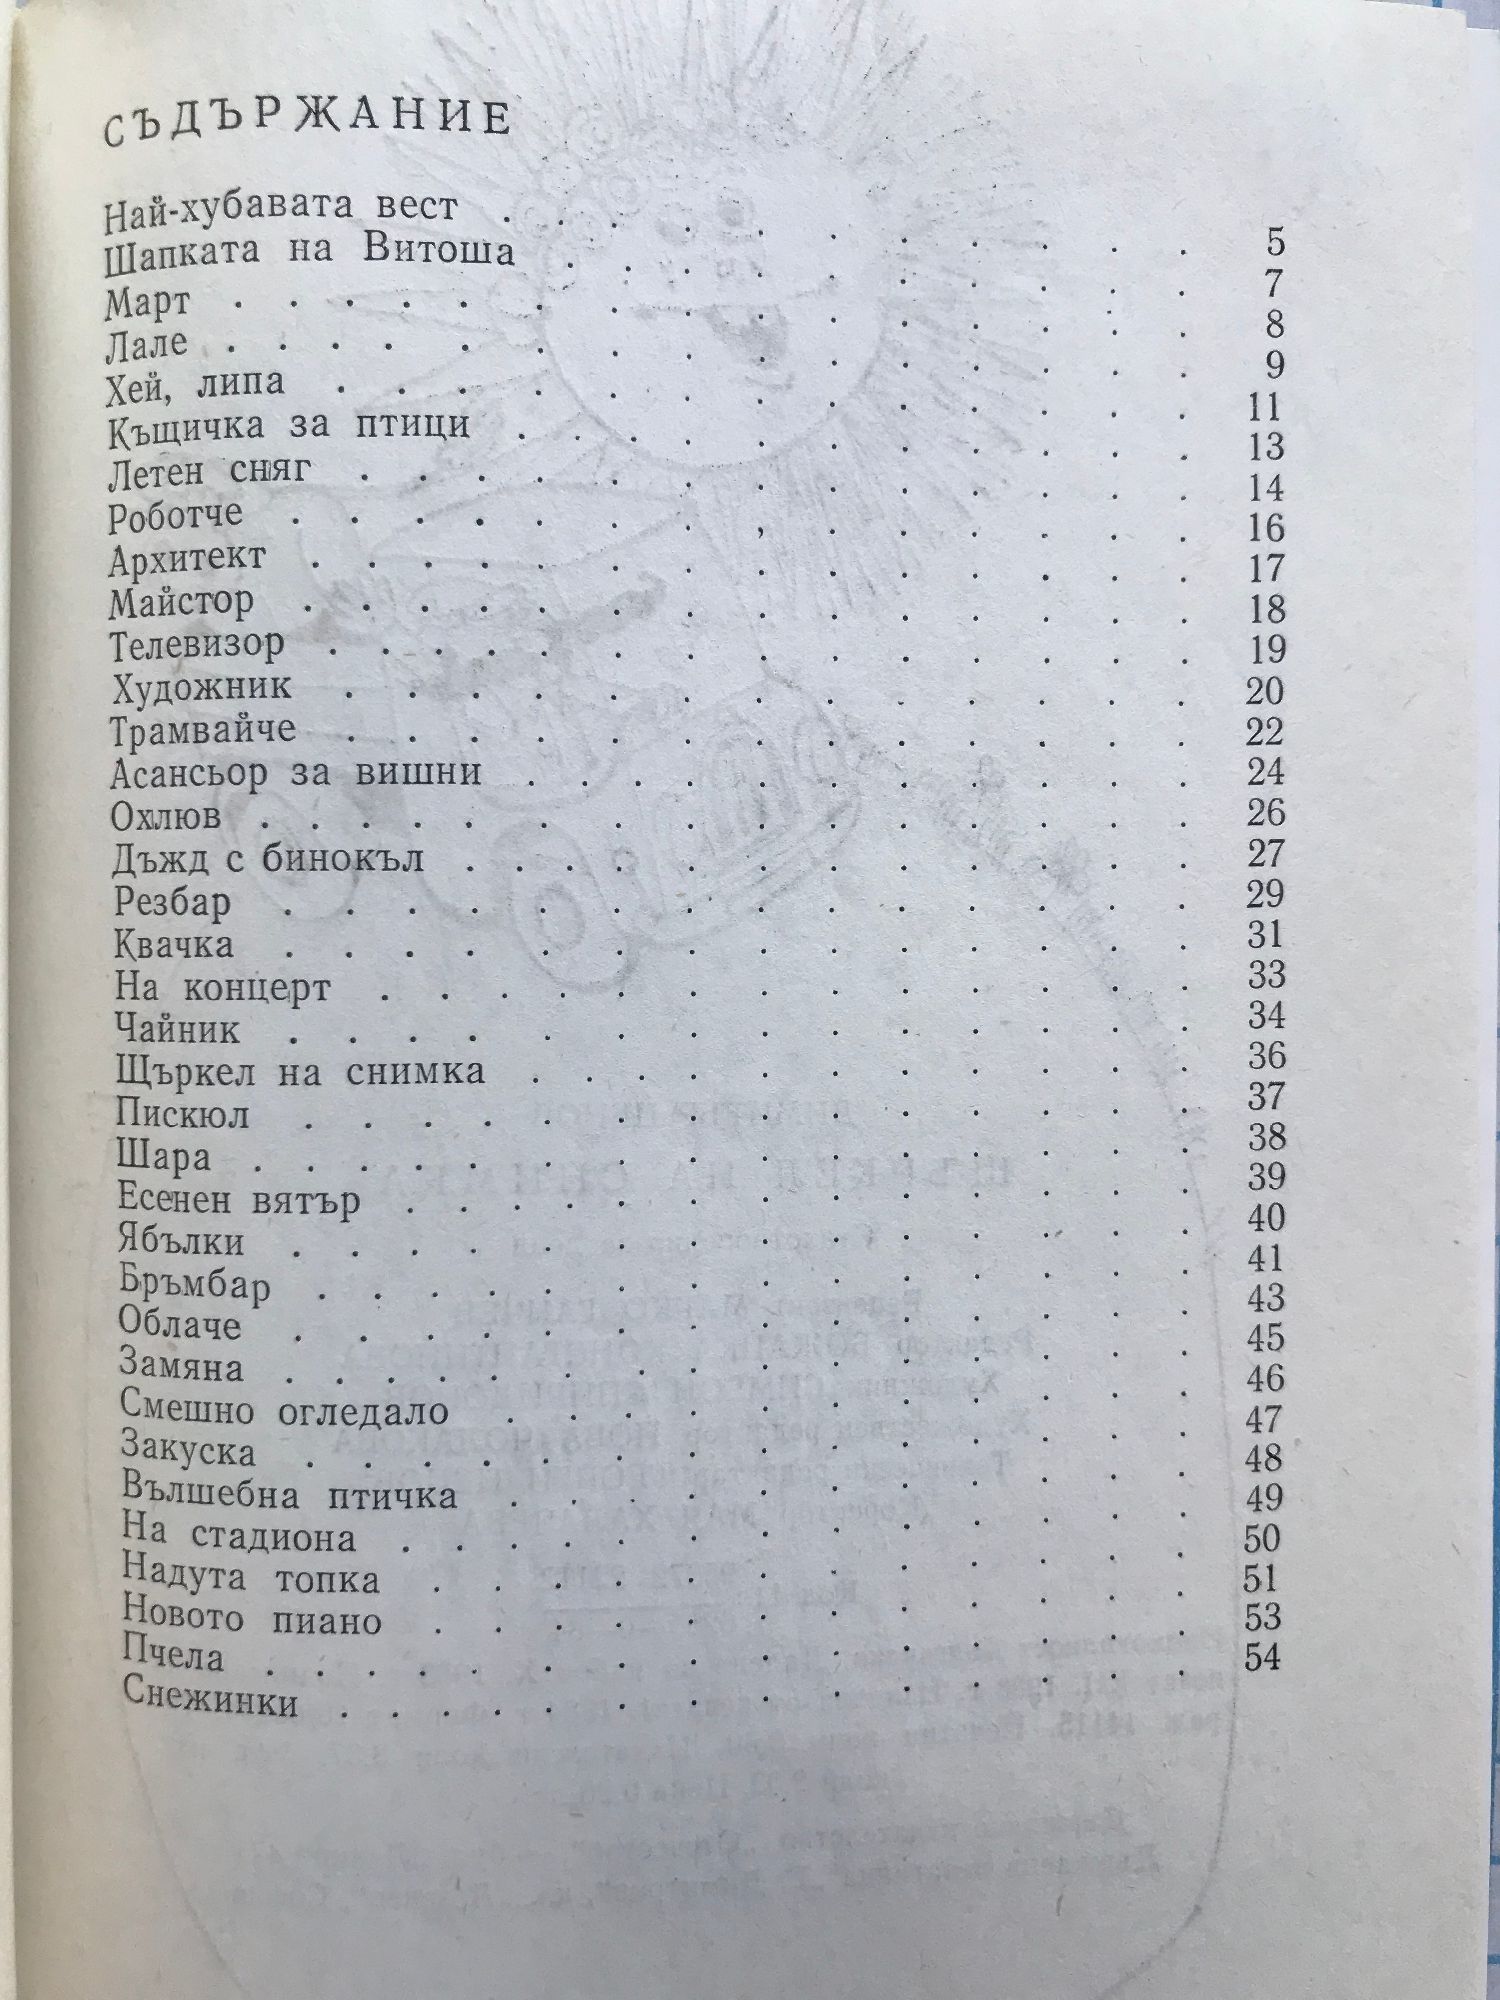 СЪДЪРЖАНИЕ
Най-хубавата вест . . . . . . . . . . 5
Шапката на Витоша . . . . . . . . . . 7
Март . . . . . . . . . . . . . . 8
Лале . . . . . . . . . . . . . . 9
Хей, липа . . . . . . . . . . . . 11
Къщичка за птици . . . . . . . . . . 13
Летен сняг . . . . . . . . . . . . 14
Роботче . . . . . . . . . . . . . 16
Архитект . . . . . . . . . . . . . 17
Майстор . . . . . . . . . . . . . 18
Телевизор . . . . . . . . . . . . . 19
Художник . . . . . . . . . . . . 20
Трамвайче . . . . . . . . . . . . 22
Асансьор за вишни . . . . . . . . . . 24
Охлюв . . . . . . . . . . . . . 26
Дъжд с бинокъл . . . . . . . . . . . 27
Резбар . . . . . . . . . . . . . 29
Квачка . . . . . . . . . . . . . 31
На концерт . . . . . . . . . . . . 33
Чайник . . . . . . . . . . . . . 34
Щъркел на снимка . . . . . . . . . . 36
Пискюл . . . . . . . . . . . . . 37
Шара . . . . . . . . . . . . . . 38
Есенен вятър . . . . . . . . . . . . 39
Ябълки . . . . . . . . . . . . . 40
Бръмбар . . . . . . . . . . . . . 41
Облаче . . . . . . . . . . . . . 43
Замяна . . . . . . . . . . . . . 45
Смешно огледало . . . . . . . . . . 46
Закуска . . . . . . . . . . . . . 47
Вълшебна птичка . . . . . . . . . . 48
На стадиона . . . . . . . . . . . . 49
Надута топка . . . . . . . . . . . 50
Новото пиано . . . . . . . . . . . 51
Пчела . . . . . . . . . . . . . 53
Снежинки . . . . . . . . . . . . 54